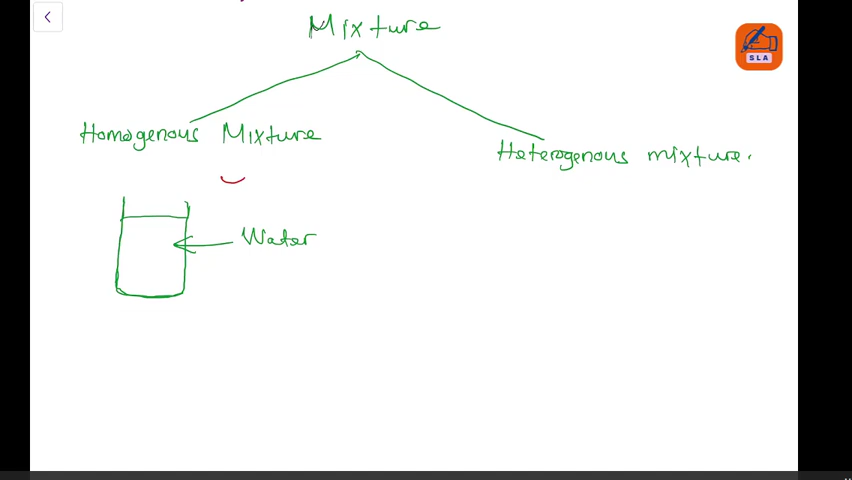 Mixture
SLA
Homogenous Mixture
Heterogenous mixture.
Water